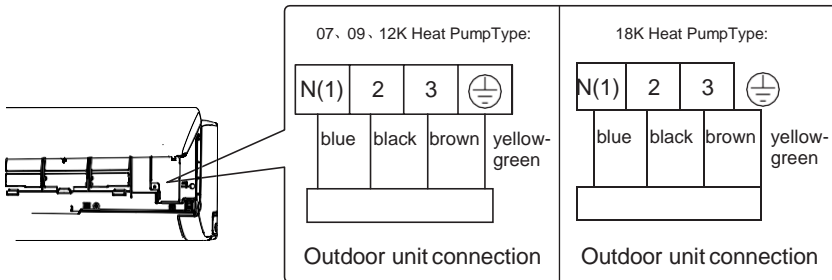 07、09、12K Heat PumpType:
N(1) 2 3
blue black brown yellow-
green
Outdoor unit connection
18K Heat PumpType:
N(1) 2 3
blue black brown yellow-
green
Outdoor unit connection